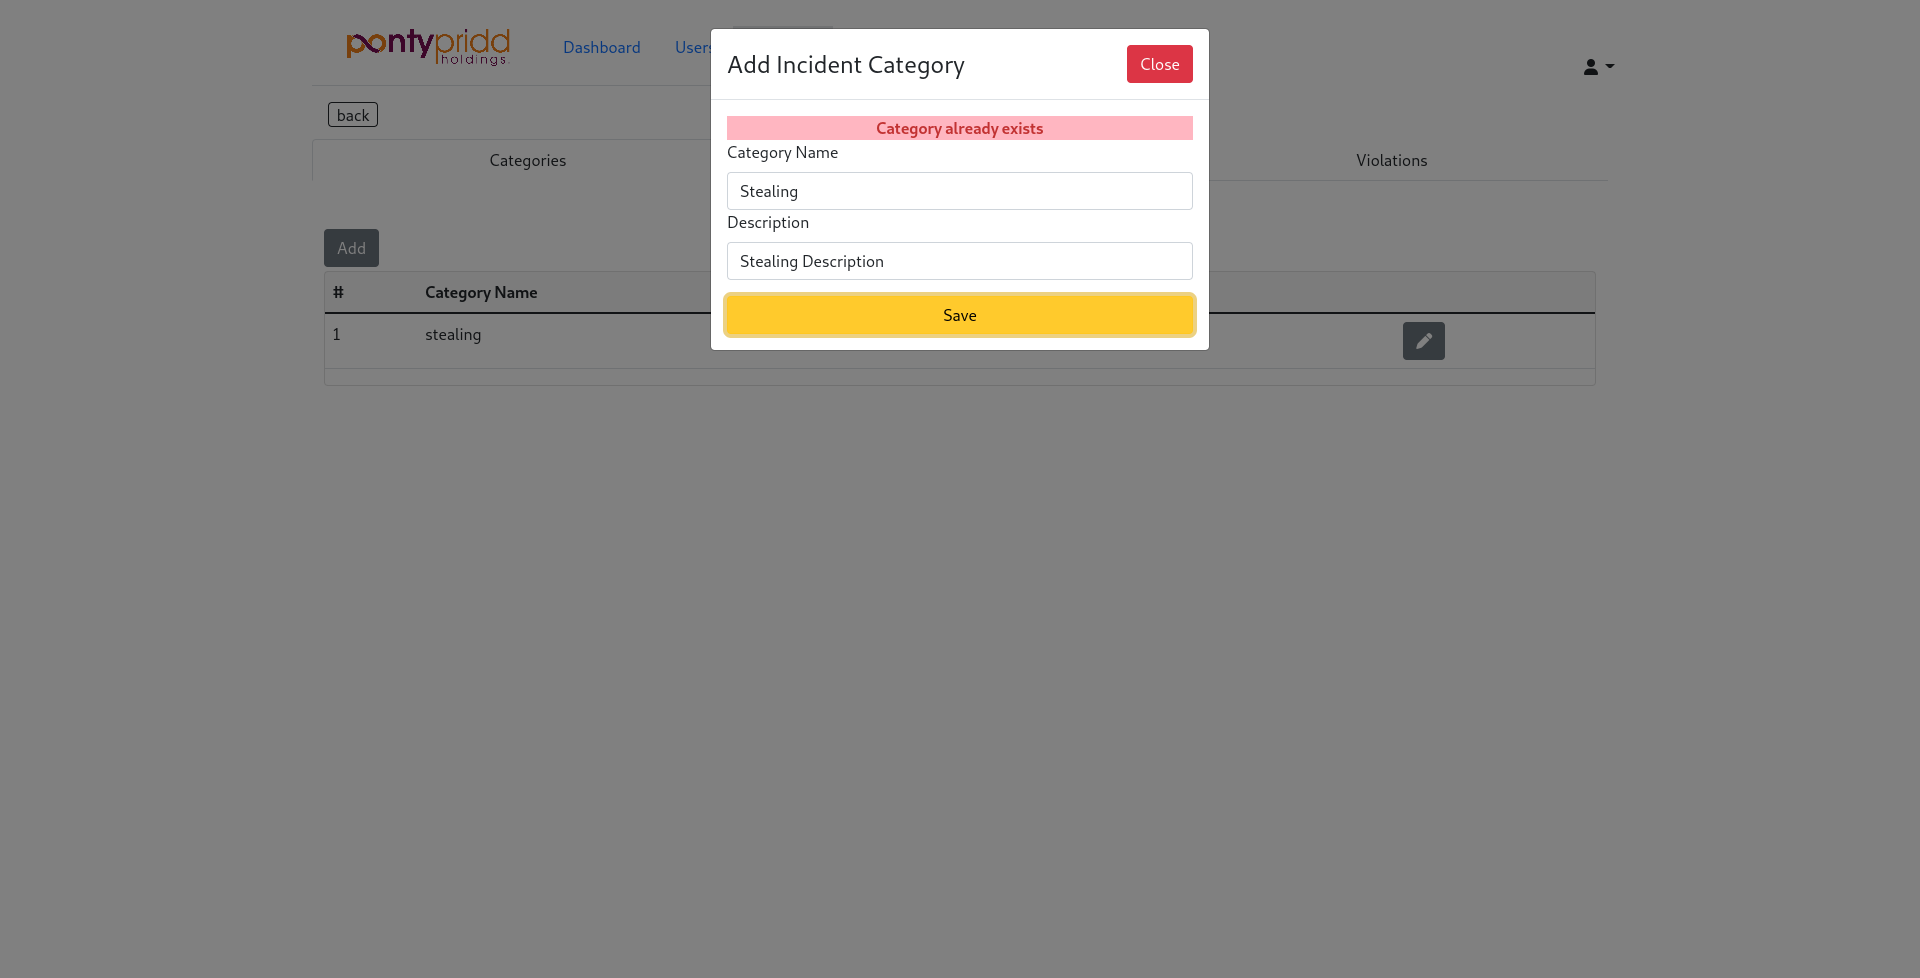 pontypridd
holdings
Dashboard
Users
Add Incident Category
Close
back
Category already exists
Category Name
Categories
Violations
Stealing
Description
Add
Stealing Description
# Category Name
Save
1 stealing